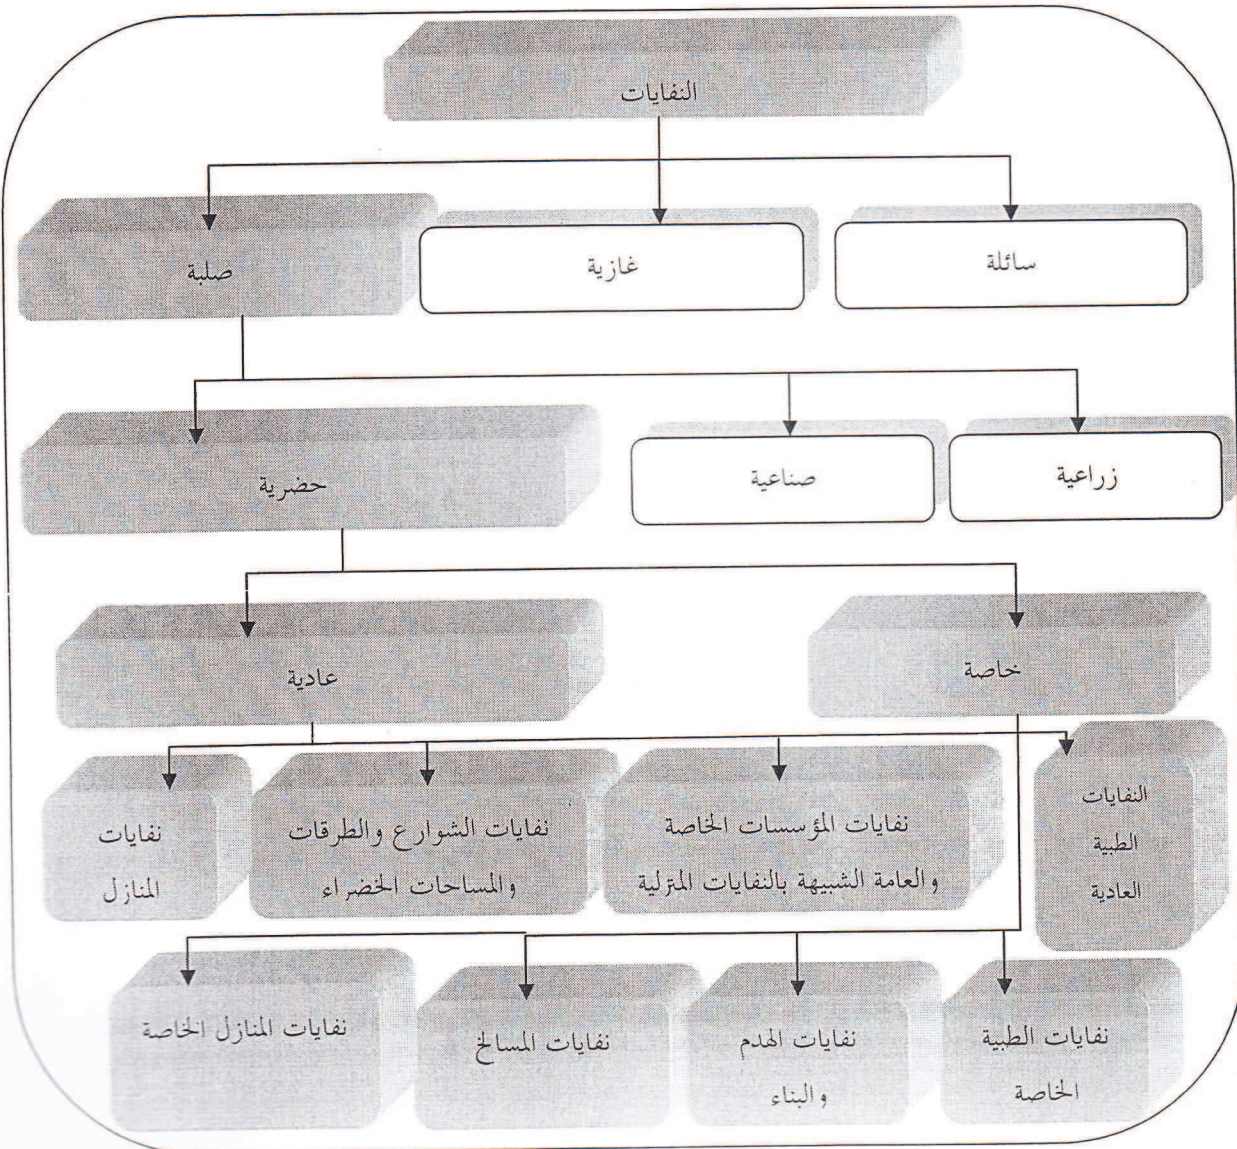 النفايات
سائلة
غازية
صلبة
زراعية
صناعية
حضرية
خاصة
عادية
النفايات
الطبية
العادية
نفايات المؤسسات الخاصة
والعامة الشبيهة بالنفايات المنزلية
نفايات الشوارع والطرقات
والمساحات الخضراء
نفايات
المنازل
نفايات الطبية
الخاصة
نفايات الهدم
والبناء
نفايات المسالخ
نفايات المنازل الخاصة